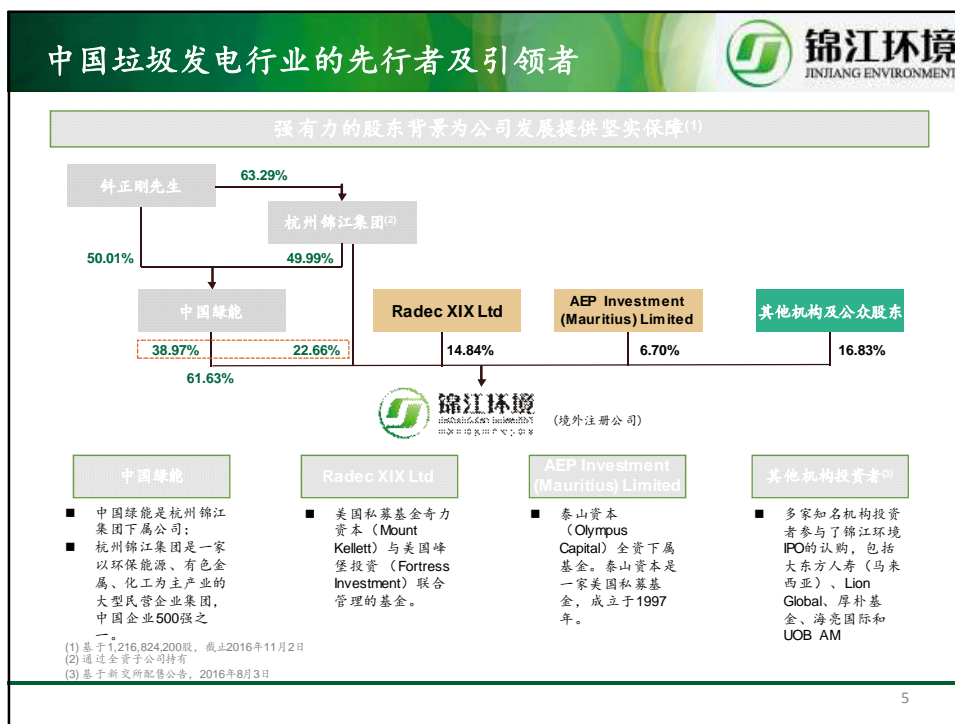 中国垃圾发电行业的先行者及引领者
锦江环境
JINJIANG ENVIRONMENT
强有力的股东背景为公司发展提供坚实保障(1)
钭正刚先生
63.29%
杭州锦江集团(2)
50.01%
49.99%
中国绿能
Radec XIX Ltd
AEP Investment
(Mauritius) Limited
其他机构及公众股东
38.97%
22.66%
14.84%
6.70%
16.83%
61.63%
锦江环境
(境外注册公司)
中国绿能
Radec XIX Ltd
AEP Investment
(Mauritius) Limited
其他机构投资者(3)
■ 中国绿能是杭州锦江
集团下属公司;
■ 杭州锦江集团是一家
以环保能源、有色金
属、化工为主产业的
大型民营企业集团,
中国企业500强之
一。
■ 美国私募基金奇力
资本(Mount
Kellett)与美国峰
堡投资 (Fortress
Investment)联合
管理的基金。
■ 泰山资本
(Olympus
Capital)全资下属
基金。泰山资本是
一家美国私募基
金,成立于1997
年。
■ 多家知名机构投资
者参与了锦江环境
IPO的认购,包括
大东方人寿(马来
西亚)、Lion
Global、厚朴基
金、海亮国际和
UOB AM
(1) 基于1,216,824,200股,截止2016年11月2日
(2) 通过全资子公司持有
(3) 基于新交所配售公告,2016年8月3日
5